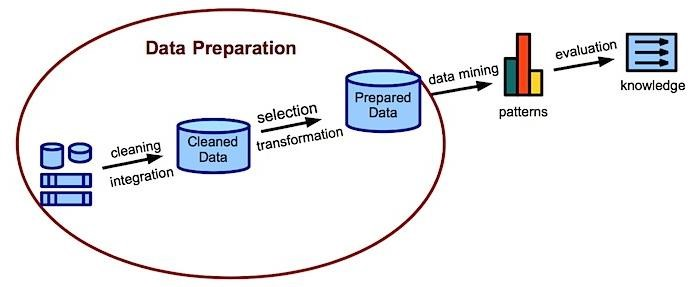 Data Preparation
cleaning
integration
Cleaned
Data
selection
transformation
Prepared
Data
data mining
patterns
evaluation
knowledge